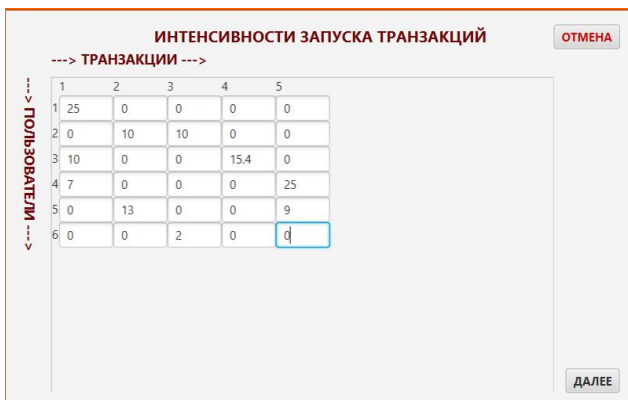 ИНТЕНСИВНОСТИ ЗАПУСКА ТРАНЗАКЦИЙ
ОТМЕНА
---> ТРАНЗАКЦИИ --->
---> ПОЛЬЗОВАТЕЛИ --->
1 2 3 4 5
1 25 0 0 0 0
2 0 10 10 0 0
3 10 0 0 15.4 0
4 7 0 0 0 25
5 0 13 0 0 9
6 0 0 2 0 0
ДАЛЕЕ